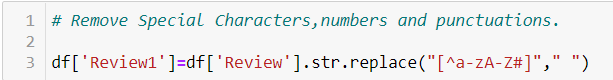 1 # Remove Special Characters,numbers and punctuations.
2
3 df['Review1']=df['Review'].str.replace("[^a-zA-Z#]"," ")